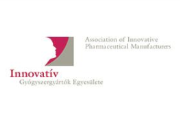 Association of Innovative
Pharmaceutical Manufacturers
Innovatív
Gyógyszergyártók Egyesülete